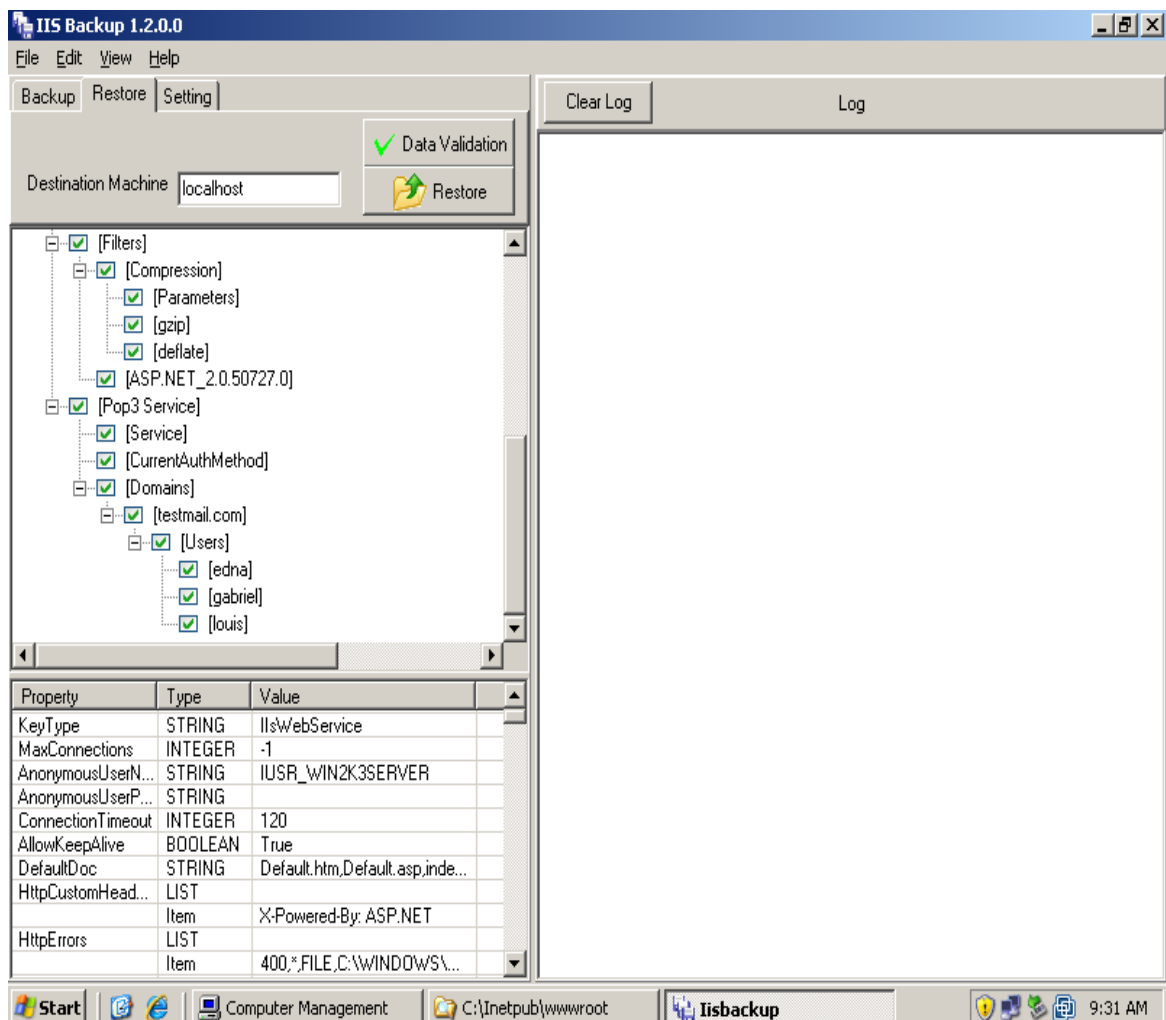 IIS Backup 1.2.0.0
File Edit View Help
Backup Restore Setting
Data Validation
Destination Machine localhost
Restore
Clear Log
Log
[Filters]
[Compression]
[Parameters]
[gzip]
[deflate]
[ASP.NET_2.0.50727.0]
[Pop3 Service]
[Service]
[CurrentAuthMethod]
[Domains]
[testmail.com]
[Users]
[edna]
[gabriel]
[louis]
Property Type Value
KeyType STRING IIsWebService
MaxConnections INTEGER -1
AnonymousUserN... STRING IUSR_WIN2K3SERVER
AnonymousUserP... STRING
ConnectionTimeout INTEGER 120
AllowKeepAlive BOOLEAN True
DefaultDoc STRING Default.htm,Default.asp,inde...
HttpCustomHead... LIST
Item X-Powered-By: ASP.NET
HttpErrors LIST
Item 400,*,FILE,C:\WINDOWS\...
Start Computer Management C:\Inetpub\wwwroot Iisbackup 9:31 AM